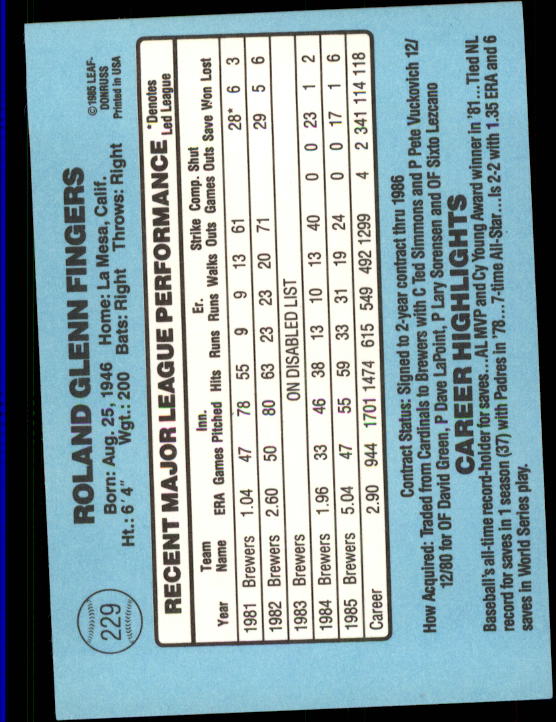 229
ROLAND GLENN FINGERS
©1985 LEAF-
DONRUSS
Printed in USA
Born: Aug, 25, 1946 Home: La Mesa, Calif.
Ht.: 6'4" Wgt.: 200 Bats: Right Throws: Right
RECENT MAJOR LEAGUE PERFORMANCE *Denotes
Led League
Team Inn. Er. Strike Comp. Shut
Year Name ERA Games Pitched Hits Runs Runs Walks Outs Games Outs Save Won Lost
1981 Brewers 1.04 47 78 55 9 9 13 61 28* 6 3
1982 Brewers 2.60 50 80 63 23 23 20 71 29 5 6
1983 Brewers ON DISABLED LIST
1984 Brewers 1.96 33 46 38 13 10 13 40 0 0 23 1 2
1985 Brewers 5.04 47 55 59 33 31 19 24 0 0 17 1 6
Career 2.90 944 1701 1474 615 549 492 1299 4 2 341 114 118
Contract Status: Signed to 2-year contract thru 1986
How Acquired: Traded from Cardinals to Brewers with C Ted Simmons and P Pete Vuckovich 12/
12/80 for OF David Green, P Dave LaPoint, P Lary Sorensen and OF Sixto Lezcano
CAREER HIGHLIGHTS
Baseball's all-time record-holder for saves...AL MVP and Cy Young Award winner in '81...Tied NL
record for saves in 1 season (37) with Padres in '78...7-time All-Star...Is 2-2 with 1.35 ERA and 6
saves in World Series play.